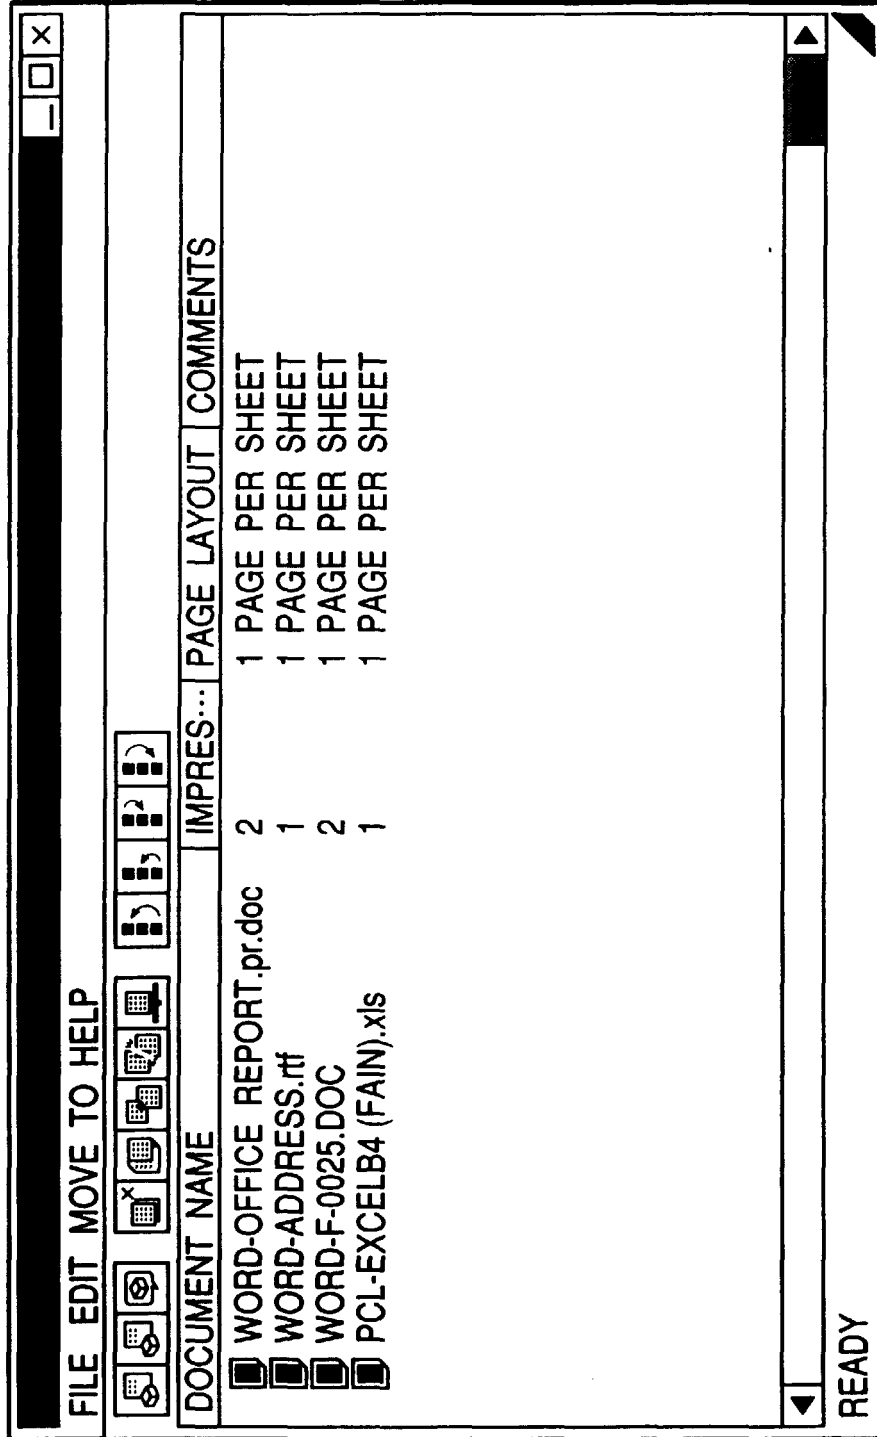 FILE EDIT MOVE TO HELP
DOCUMENT NAME IMPRES... PAGE LAYOUT COMMENTS
WORD-OFFICE REPORT.pr.doc 2 1 PAGE PER SHEET
WORD-ADDRESS.rtf 1 1 PAGE PER SHEET
WORD-F-0025.DOC 2 1 PAGE PER SHEET
PCL-EXCELB4 (FAIN).xls 1 1 PAGE PER SHEET
READY